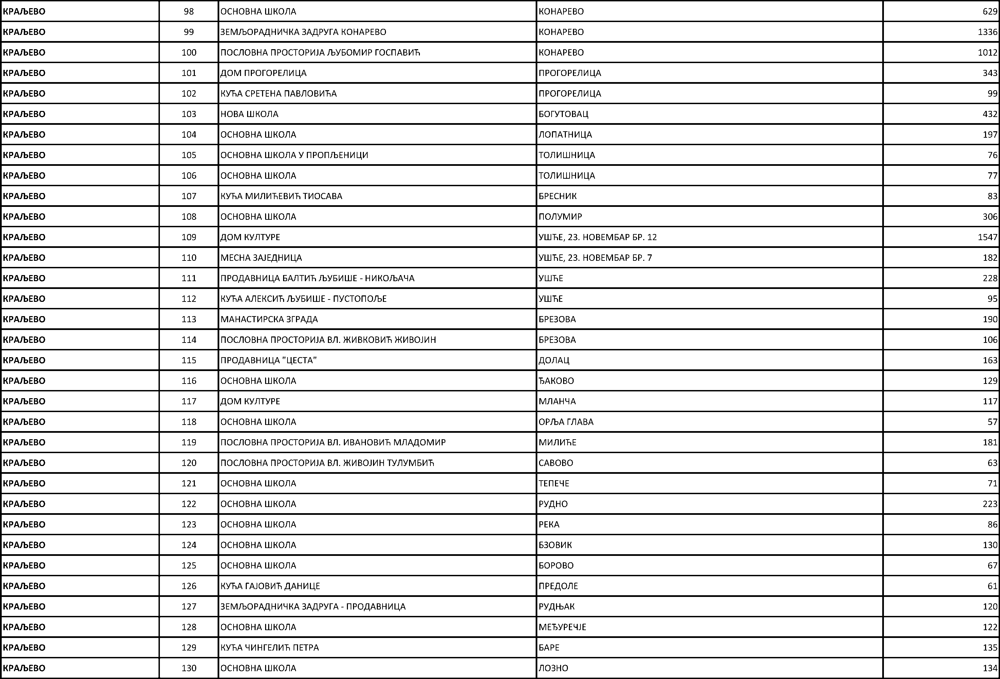 КРАЉЕВО 98 ОСНОВНА ШКОЛА КОНАРЕВО 629
КРАЉЕВО 99 ЗЕМЉОРАДНИЧКА ЗАДРУГА КОНАРЕВО КОНАРЕВО 1336
КРАЉЕВО 100 ПОСЛОВНА ПРОСТОРИЈА ЉУБОМИР ГОСПАВИЋ КОНАРЕВО 1012
КРАЉЕВО 101 ДОМ ПРОГОРЕЛИЦА ПРОГОРЕЛИЦА 343
КРАЉЕВО 102 КУЋА СРЕТЕНА ПАВЛОВИЋА ПРОГОРЕЛИЦА 99
КРАЉЕВО 103 НОВА ШКОЛА БОГУТОВАЦ 432
КРАЉЕВО 104 ОСНОВНА ШКОЛА ЛОПАТНИЦА 197
КРАЉЕВО 105 ОСНОВНА ШКОЛА У ПРОПЉЕНИЦИ ТОЛИШНИЦА 76
КРАЉЕВО 106 ОСНОВНА ШКОЛА ТОЛИШНИЦА 77
КРАЉЕВО 107 КУЋА МИЛИЋЕВИЋ ТИОСАВА БРЕСНИК 83
КРАЉЕВО 108 ОСНОВНА ШКОЛА ПОЛУМИР 306
КРАЉЕВО 109 ДОМ КУЛТУРЕ УШЋЕ, 23. НОВЕМБАР БР. 12 1547
КРАЉЕВО 110 МЕСНА ЗАЈЕДНИЦА УШЋЕ, 23. НОВЕМБАР БР. 7 182
КРАЉЕВО 111 ПРОДАВНИЦА БАЛТИЋ ЉУБИШЕ - НИКОЉАЧА УШЋЕ 228
КРАЉЕВО 112 КУЋА АЛЕКСИЋ ЉУБИШЕ - ПУСТОПОЉЕ УШЋЕ 95
КРАЉЕВО 113 МАНАСТИРСКА ЗГРАДА БРЕЗОВА 190
КРАЉЕВО 114 ПОСЛОВНА ПРОСТОРИЈА ВЛ. ЖИВКОВИЋ ЖИВОЈИН БРЕЗОВА 106
КРАЉЕВО 115 ПРОДАВНИЦА "ЦЕСТА" ДОЛАЦ 163
КРАЉЕВО 116 ОСНОВНА ШКОЛА ЂАКОВО 129
КРАЉЕВО 117 ДОМ КУЛТУРЕ МЛАНЧА 117
КРАЉЕВО 118 ОСНОВНА ШКОЛА ОРЉА ГЛАВА 57
КРАЉЕВО 119 ПОСЛОВНА ПРОСТОРИЈА ВЛ. ИВАНОВИЋ МЛАДОМИР МИЛИЋЕ 181
КРАЉЕВО 120 ПОСЛОВНА ПРОСТОРИЈА ВЛ. ЖИВОЈИН ТУЛУМБИЋ САВОВО 63
КРАЉЕВО 121 ОСНОВНА ШКОЛА ТЕПЕЧЕ 71
КРАЉЕВО 122 ОСНОВНА ШКОЛА РУДНО 223
КРАЉЕВО 123 ОСНОВНА ШКОЛА РЕКА 86
КРАЉЕВО 124 ОСНОВНА ШКОЛА БЗОВИК 130
КРАЉЕВО 125 ОСНОВНА ШКОЛА БОРОВО 67
КРАЉЕВО 126 КУЋА ГАЈОВИЋ ДАНИЦЕ ПРЕДОЛЕ 61
КРАЉЕВО 127 ЗЕМЉОРАДНИЧКА ЗАДРУГА - ПРОДАВНИЦА РУДЊАК 120
КРАЉЕВО 128 ОСНОВНА ШКОЛА МЕЂУРЕЧЈЕ 122
КРАЉЕВО 129 КУЋА ЧИНГЕЛИЋ ПЕТРА БАРЕ 135
КРАЉЕВО 130 ОСНОВНА ШКОЛА ЛОЗНО 134